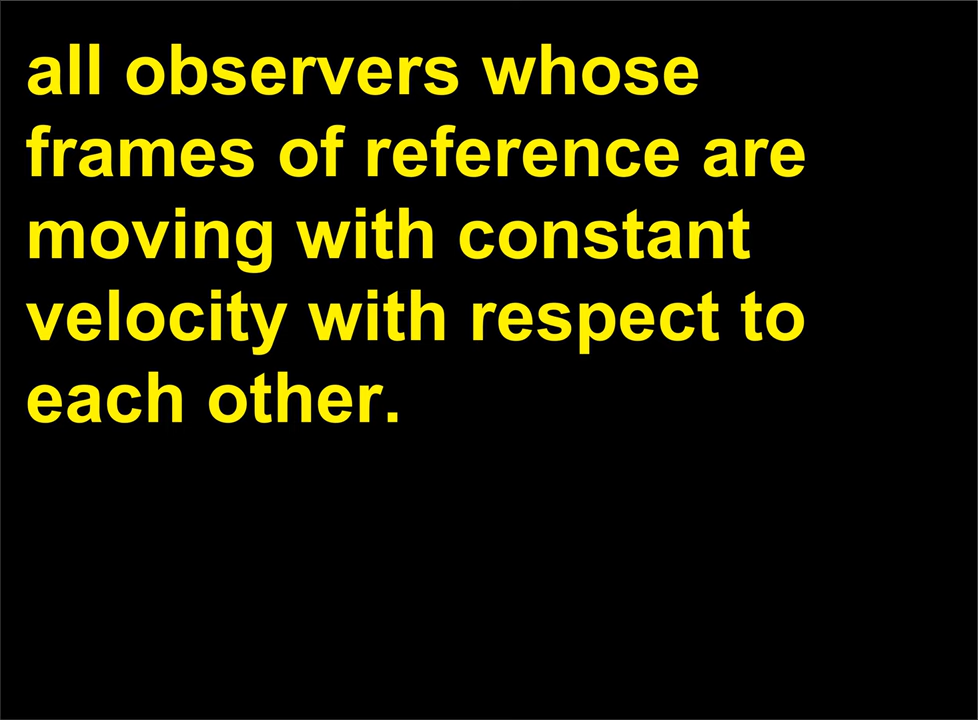 all observers whose
frames of reference are
moving with constant
velocity with respect to
each other.